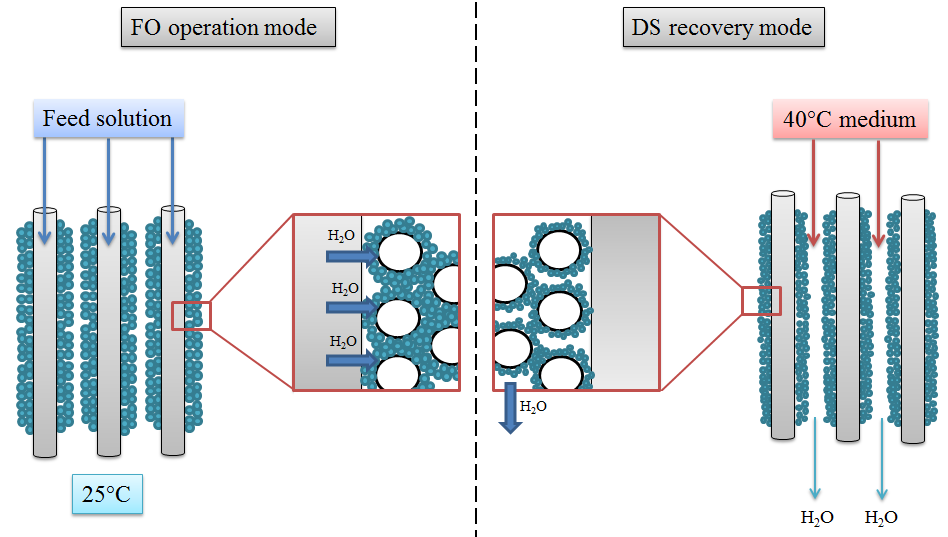 FO operation mode
DS recovery mode
Feed solution
40°C medium
H₂O
H₂O
H₂O
H₂O
25°C
H₂O
H₂O